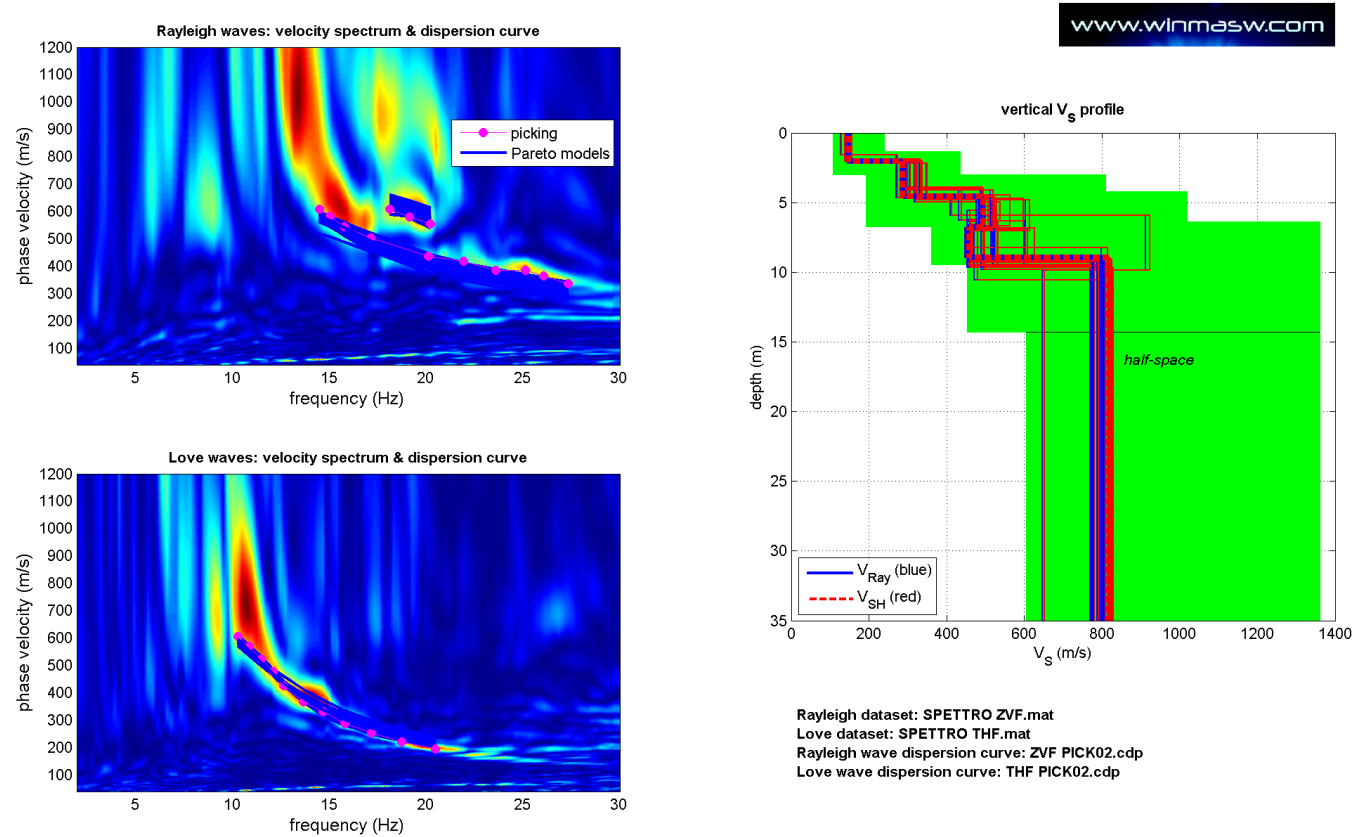 www.winmasw.com
Rayleigh waves: velocity spectrum & dispersion curve
1200
1100
1000
900
800
700
600
500
400
300
200
100
phase velocity (m/s)
picking
Pareto models
5 10 15 20 25 30
frequency (Hz)
Love waves: velocity spectrum & dispersion curve
1200
1100
1000
900
800
700
600
500
400
300
200
100
phase velocity (m/s)
5 10 15 20 25 30
frequency (Hz)
vertical VS profile
0
5
10
15
20
25
30
35
depth (m)
half-space
VRay (blue)
VSH (red)
0 200 400 600 800 1000 1200 1400
VS (m/s)
Rayleigh dataset: SPETTRO ZVF.mat
Love dataset: SPETTRO THF.mat
Rayleigh wave dispersion curve: ZVF PICK02.cdp
Love wave dispersion curve: THF PICK02.cdp